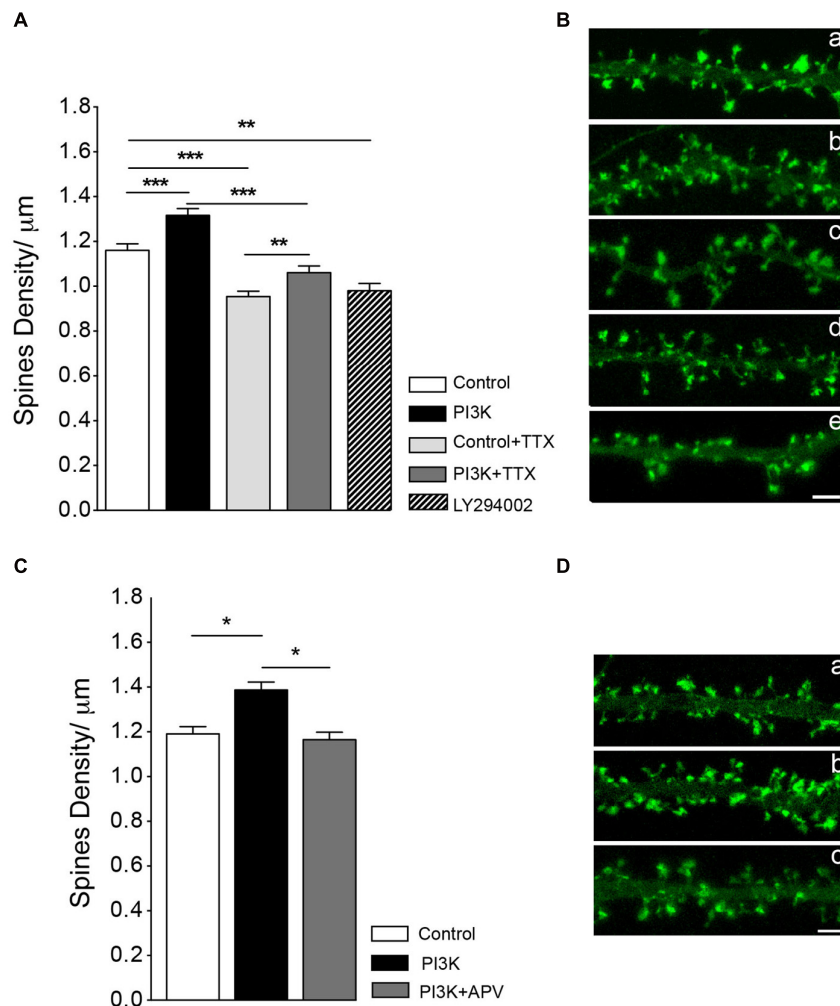 A
B
Spines Density/ μm
1.8
1.6
1.4
1.2
1.0
0.8
0.6
0.4
0.2
0.0
**
***
***
***
**
Control
PI3K
Control+TTX
PI3K+TTX
LY294002
a
b
c
d
e
C
D
Spines Density/ μm
1.8
1.6
1.4
1.2
1.0
0.8
0.6
0.4
0.2
0.0
*
*
Control
PI3K
PI3K+APV
a
b
c